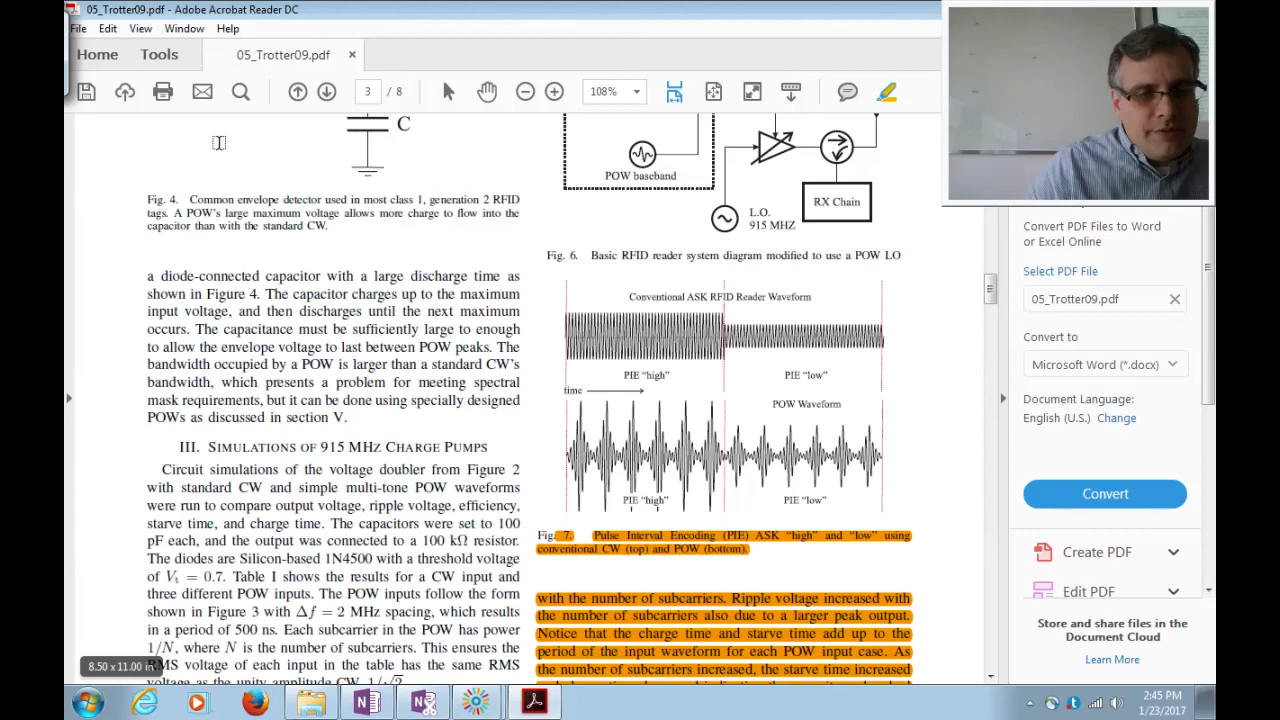 05_Trotter09.pdf - Adobe Acrobat Reader DC
File Edit View Window Help
Home Tools 05_Trotter09.pdf ×
3 / 8 108%
C
Fig. 4. Common envelope detector used in most class 1, generation 2 RFID
tags. A POW's large maximum voltage allows more charge to flow into the
capacitor than with the standard CW.
a diode-connected capacitor with a large discharge time as
shown in Figure 4. The capacitor charges up to the maximum
input voltage, and then discharges until the next maximum
occurs. The capacitance must be sufficiently large to enough
to allow the envelope voltage to last between POW peaks. The
bandwidth occupied by a POW is larger than a standard CW's
bandwidth, which presents a problem for meeting spectral
mask requirements, but it can be done using specially designed
POWs as discussed in section V.
III. SIMULATIONS OF 915 MHZ CHARGE PUMPS
Circuit simulations of the voltage doubler from Figure 2
with standard CW and simple multi-tone POW waveforms
were run to compare output voltage, ripple voltage, efficiency,
starve time, and charge time. The capacitors were set to 100
pF each, and the output was connected to a 100 kΩ resistor.
The diodes are Silicon-based 1N4500 with a threshold voltage
of Vt = 0.7. Table I shows the results for a CW input and
three different POW inputs. The POW inputs follow the form
shown in Figure 3 with Δf = 2 MHz spacing, which results
in a period of 500 ns. Each subcarrier in the POW has power
1/N, where N is the number of subcarriers. This ensures the
RMS voltage of each input in the table has the same RMS
voltage as the unity amplitude CW, 1/√2
8.50 x 11.00 in
POW baseband
RX Chain
L.O.
915 MHZ
Fig. 6. Basic RFID reader system diagram modified to use a POW LO
Conventional ASK RFID Reader Waveform
PIE “high” PIE “low”
time
POW Waveform
PIE “high” PIE “low”
Fig. 7. Pulse Interval Encoding (PIE) ASK “high” and “low” using
conventional CW (top) and POW (bottom).
with the number of subcarriers. Ripple voltage increased with
the number of subcarriers also due to a larger peak output.
Notice that the charge time and starve time add up to the
period of the input waveform for each POW input case. As
the number of subcarriers increased, the starve time increased
Convert PDF Files to Word
or Excel Online
Select PDF File
05_Trotter09.pdf ×
Convert to
Microsoft Word (*.docx)
Document Language:
English (U.S.) Change
Convert
Create PDF
Edit PDF
Store and share files in the
Document Cloud
Learn More
2:45 PM
1/23/2017